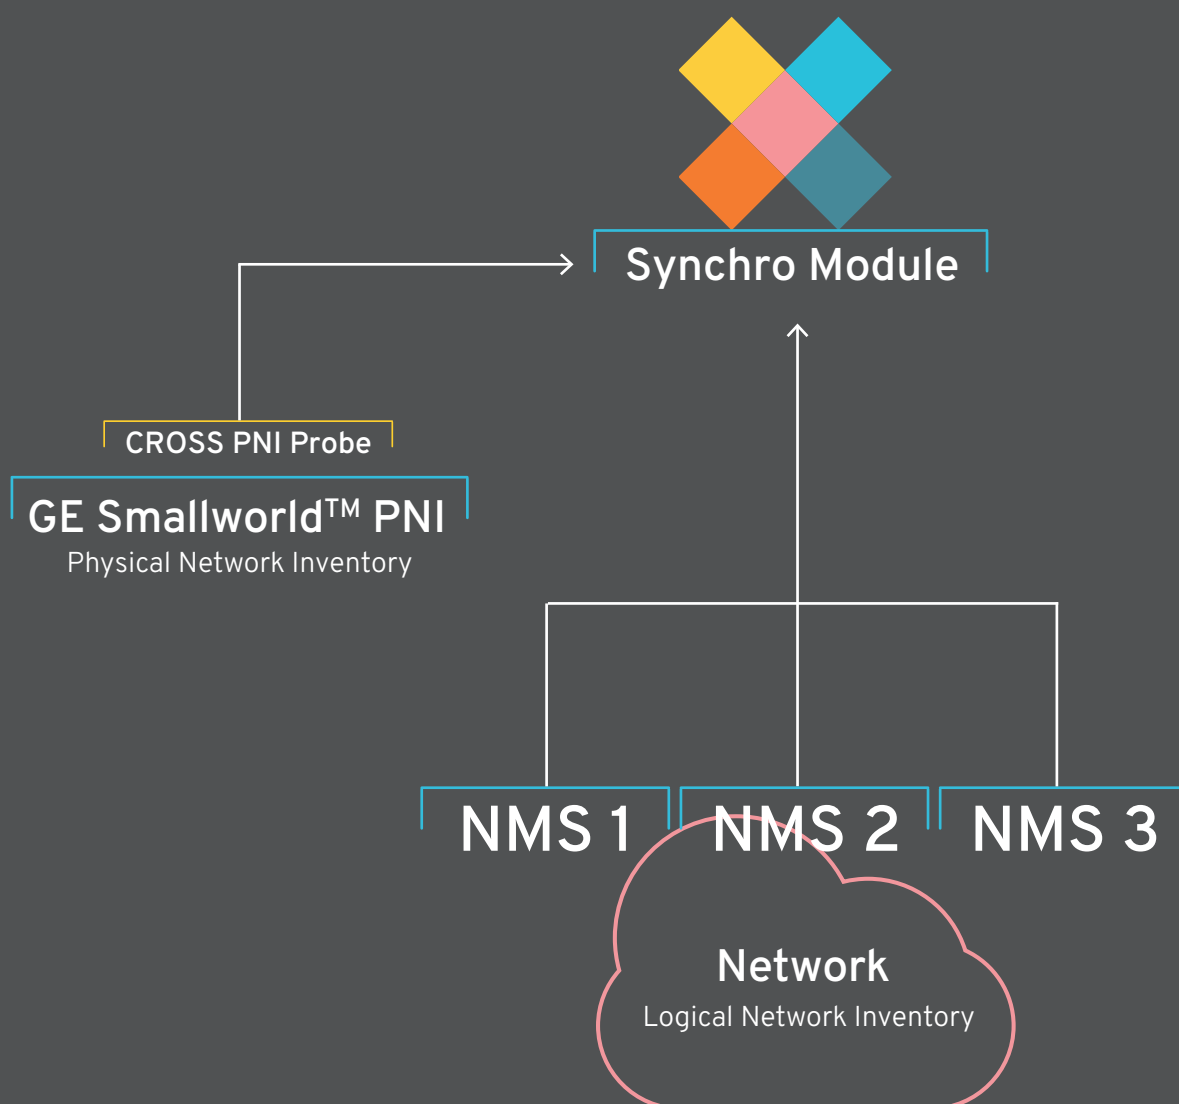 Synchro Module
CROSS PNI Probe
GE Smallworld™ PNI
Physical Network Inventory
NMS 1
NMS 2
NMS 3
Network
Logical Network Inventory